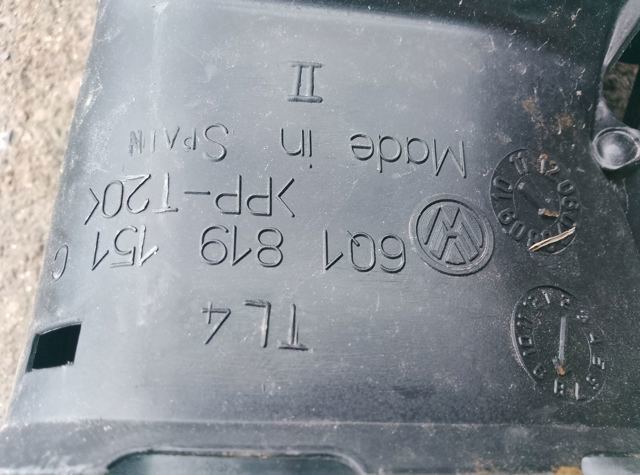 TL4
6Q1 819 151 C
>PP-T20<
Made in SPAIN
II